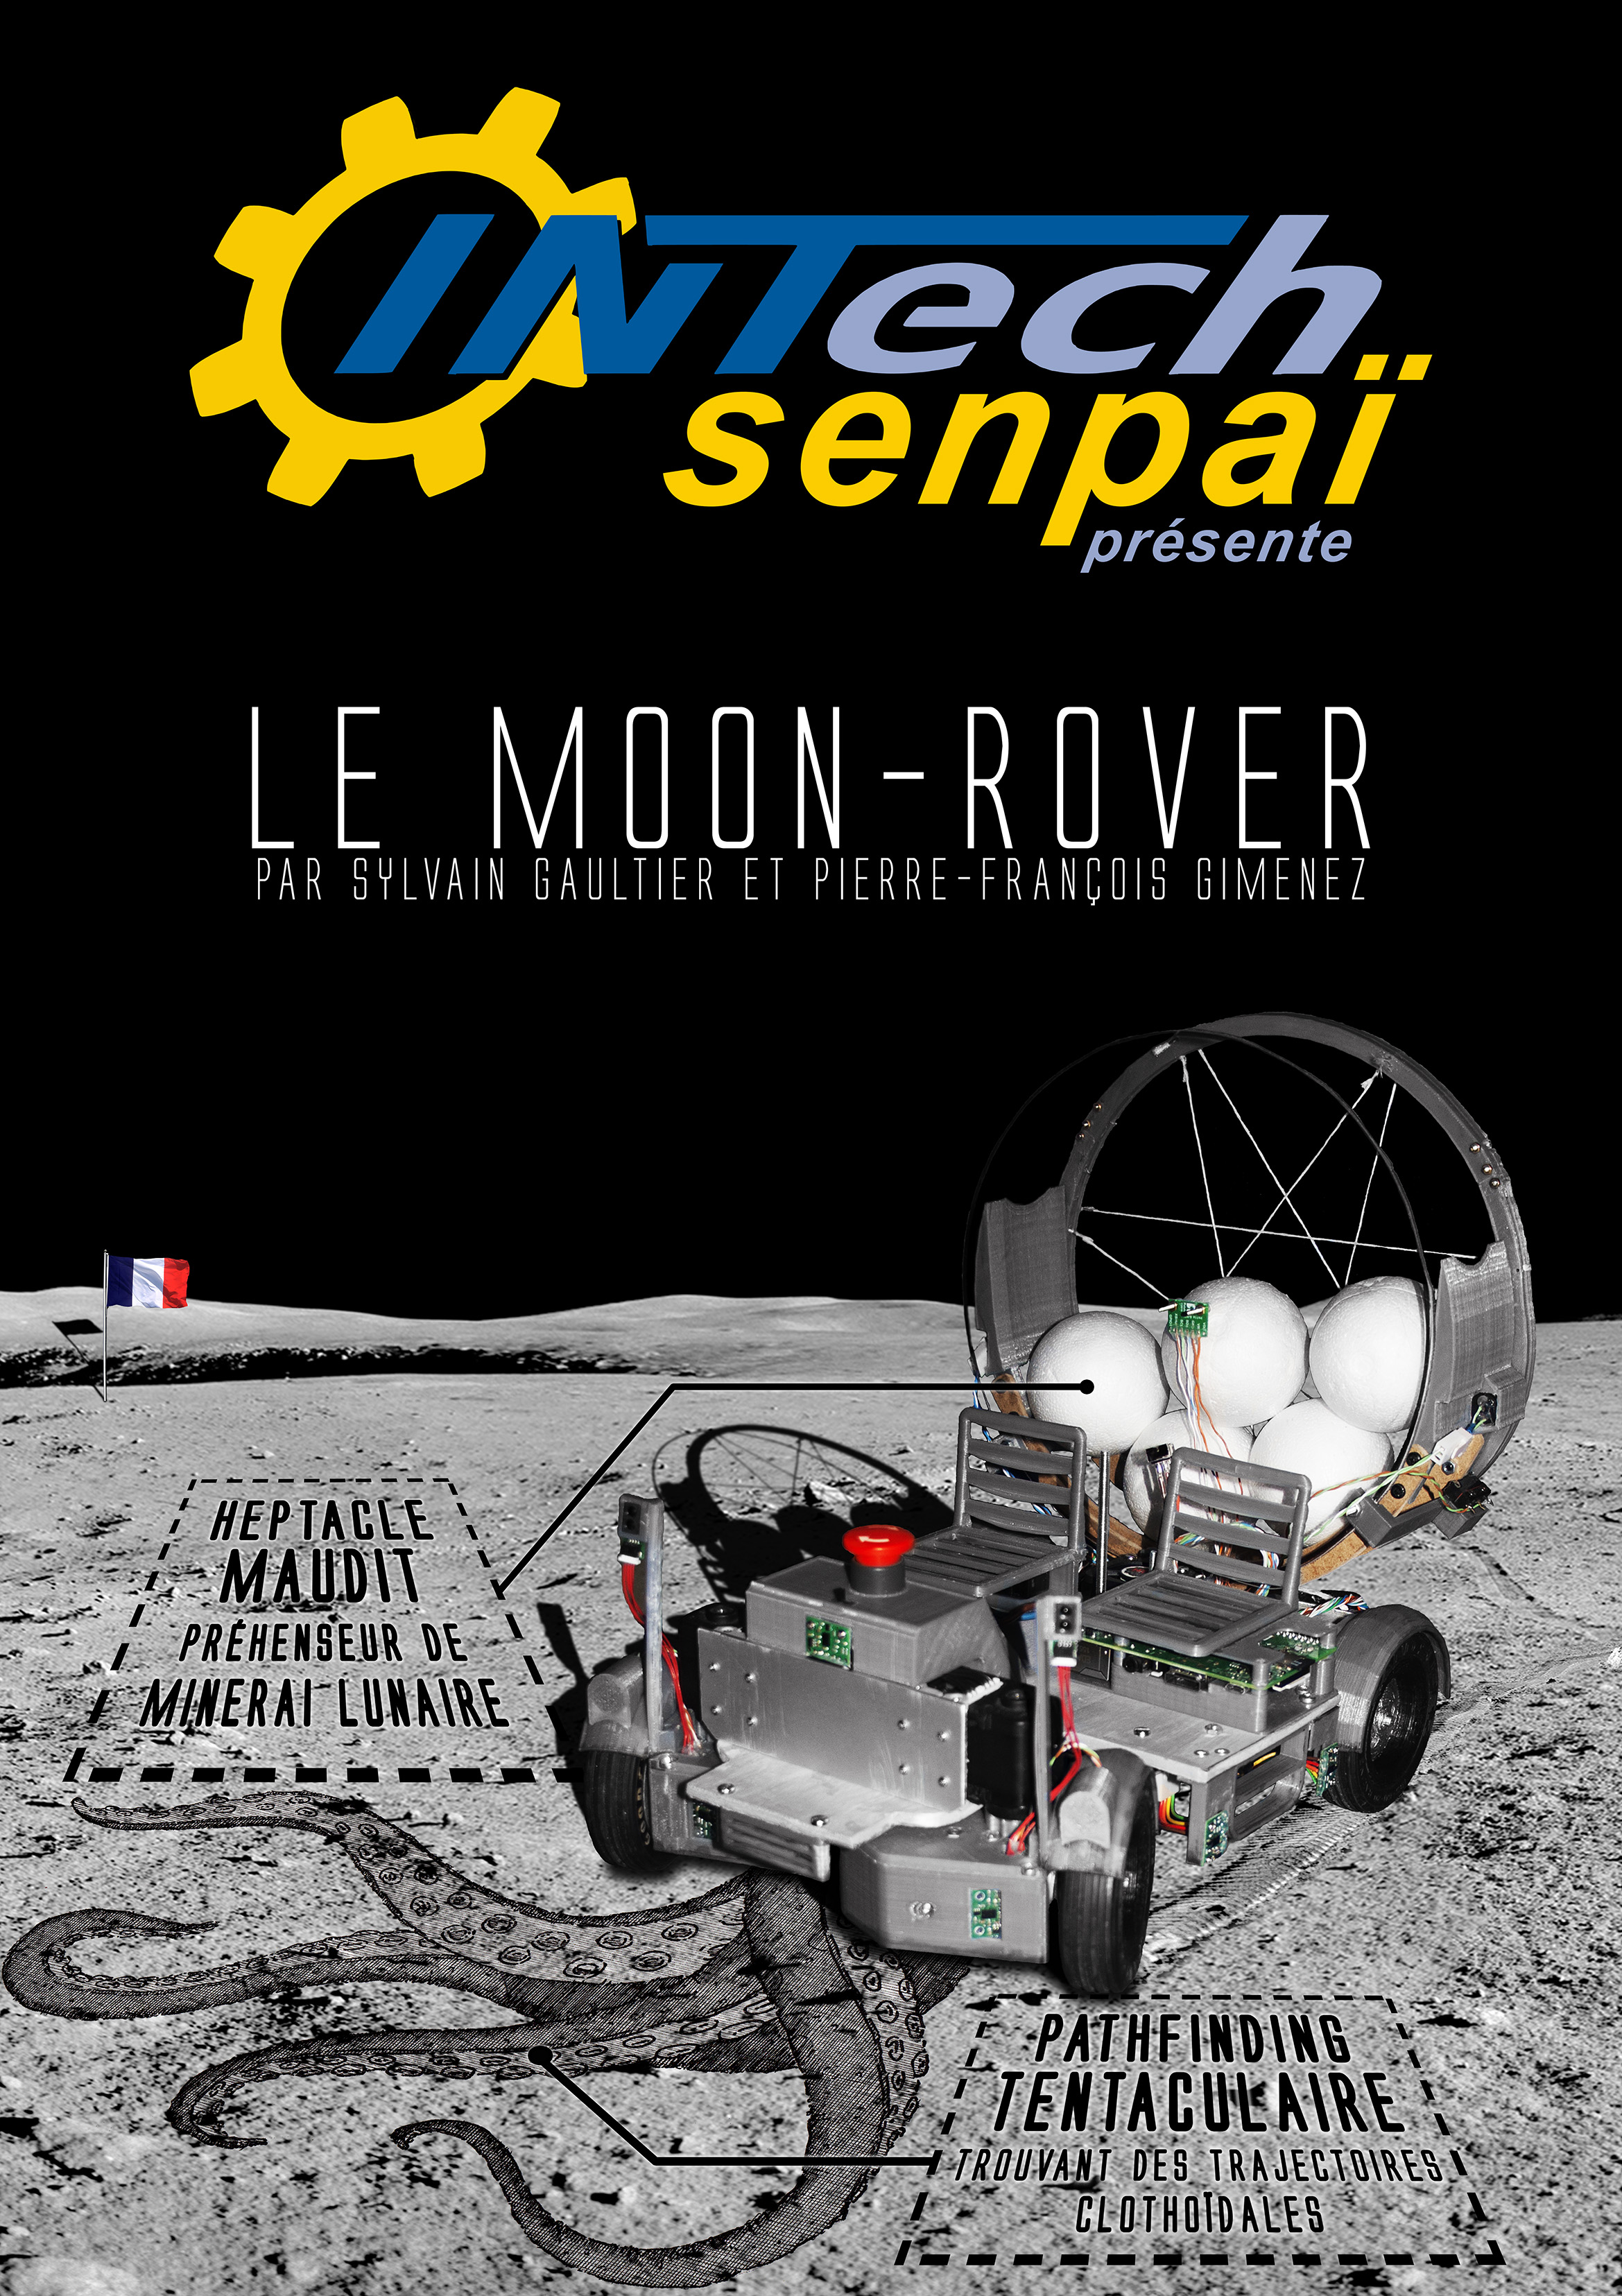 INTech
senpaï
présente
LE MOON-ROVER
PAR SYLVAIN GAULTIER ET PIERRE-FRANÇOIS GIMENEZ
HEPTACLE
MAUDIT
PRÉHENSEUR DE
MINERAI LUNAIRE
PATHFINDING
TENTACULAIRE
TROUVANT DES TRAJECTOIRES
CLOTHOÏDALES